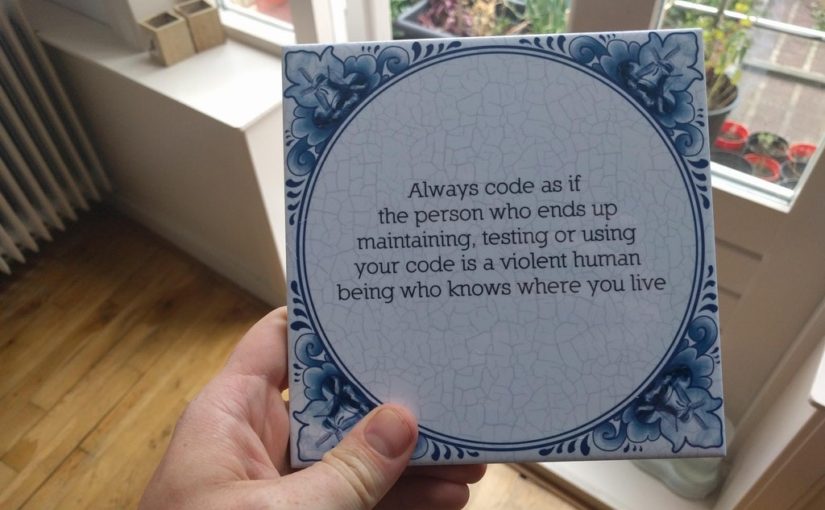 Always code as if
the person who ends up
maintaining, testing or using
your code is a violent human
being who knows where you live